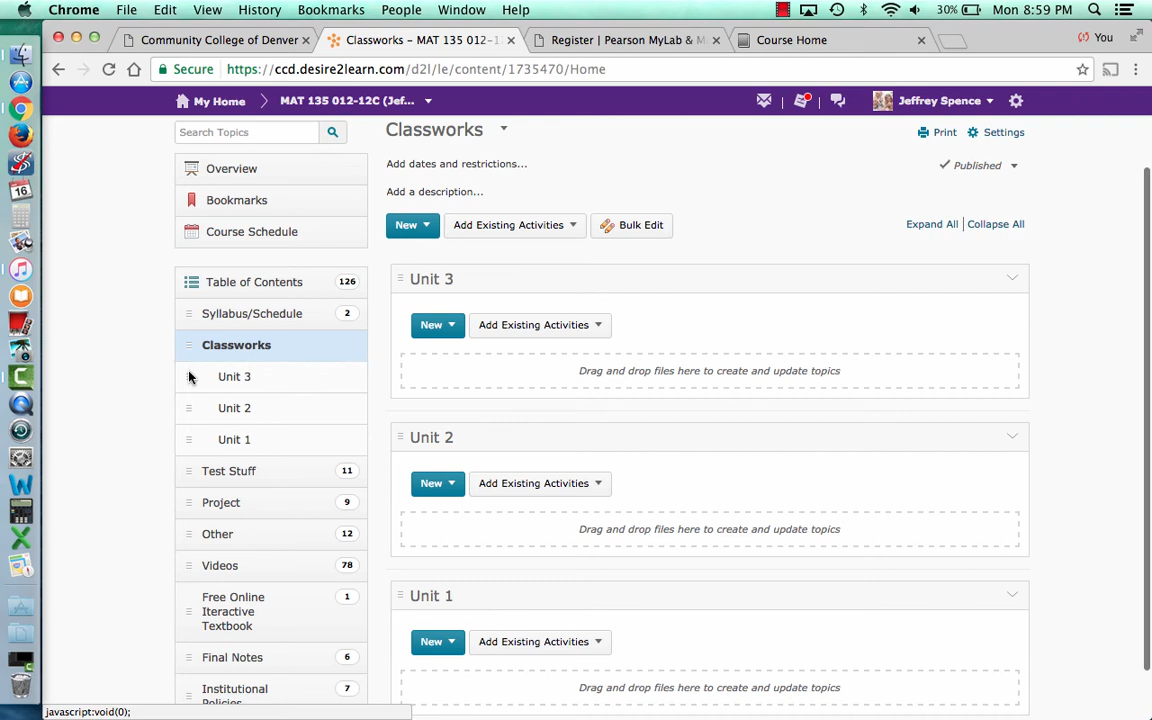 Chrome File Edit View History Bookmarks People Window Help 30% Mon 8:59 PM
Community College of Denver Classworks – MAT 135 012-1 Register | Pearson MyLab & M Course Home You
Secure https://ccd.desire2learn.com/d2l/le/content/1735470/Home
My Home MAT 135 012-12C (Jef... Jeffrey Spence
Search Topics Classworks Print Settings
Overview Add dates and restrictions... Published
Bookmarks Add a description...
Course Schedule New Add Existing Activities Bulk Edit Expand All Collapse All
Table of Contents 126 Unit 3
Syllabus/Schedule 2 New Add Existing Activities
Classworks
Unit 3 Drag and drop files here to create and update topics
Unit 2
Unit 1 Unit 2
Test Stuff 11 New Add Existing Activities
Project 9
Other 12 Drag and drop files here to create and update topics
Videos 78
Free Online 1 Unit 1
Iteractive
Textbook New Add Existing Activities
Final Notes 6
Institutional 7 Drag and drop files here to create and update topics
Policies
javascript:void(0);